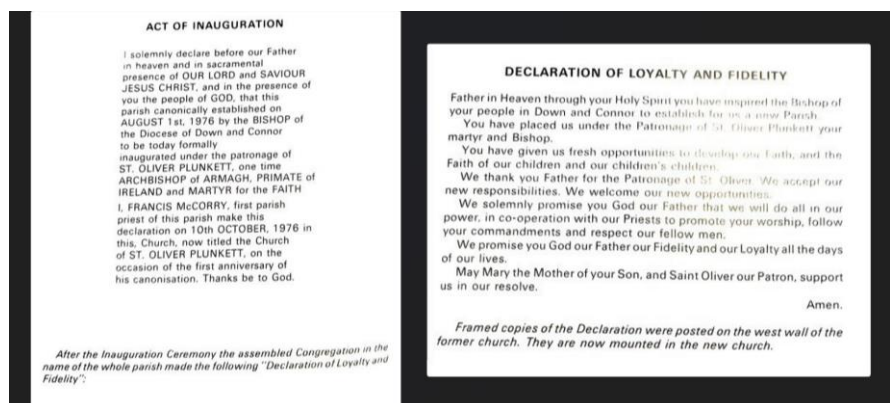 ACT OF INAUGURATION
I solemnly declare before our Father
in heaven and in sacramental
presence of OUR LORD and SAVIOUR
JESUS CHRIST, and in the presence of
you the people of GOD, that this
parish canonically established on
AUGUST 1st, 1976 by the BISHOP of
the Diocese of Down and Connor
to be today formally
inaugurated under the patronage of
ST. OLIVER PLUNKETT, one time
ARCHBISHOP of ARMAGH, PRIMATE of
IRELAND and MARTYR for the FAITH
I, FRANCIS McCORRY, first parish
priest of this parish make this
declaration on 10th OCTOBER, 1976 in
this, Church, now titled the Church
of ST. OLIVER PLUNKETT, on the
occasion of the first anniversary of
his canonisation. Thanks be to God.
After the Inauguration Ceremony the assembled Congregation in the
name of the whole parish made the following "Declaration of Loyalty and
Fidelity":
DECLARATION OF LOYALTY AND FIDELITY
Father in Heaven through your Holy Spirit you have inspired the Bishop of
your people in Down and Connor to establish for us a new Parish.
You have placed us under the Patronage of St. Oliver Plunkett your
martyr and Bishop.
You have given us fresh opportunities to develop our faith, and the
Faith of our children and our children's children.
We thank you Father for the Patronage of St. Oliver. We accept our
new responsibilities. We welcome our new opportunities.
We solemnly promise you God our Father that we will do all in our
power, in co-operation with our Priests to promote your worship, follow
your commandments and respect our fellow men.
We promise you God our Father our Fidelity and our Loyalty all the days
of our lives.
May Mary the Mother of your Son, and Saint Oliver our Patron, support
us in our resolve.
Amen.
Framed copies of the Declaration were posted on the west wall of the
former church. They are now mounted in the new church.